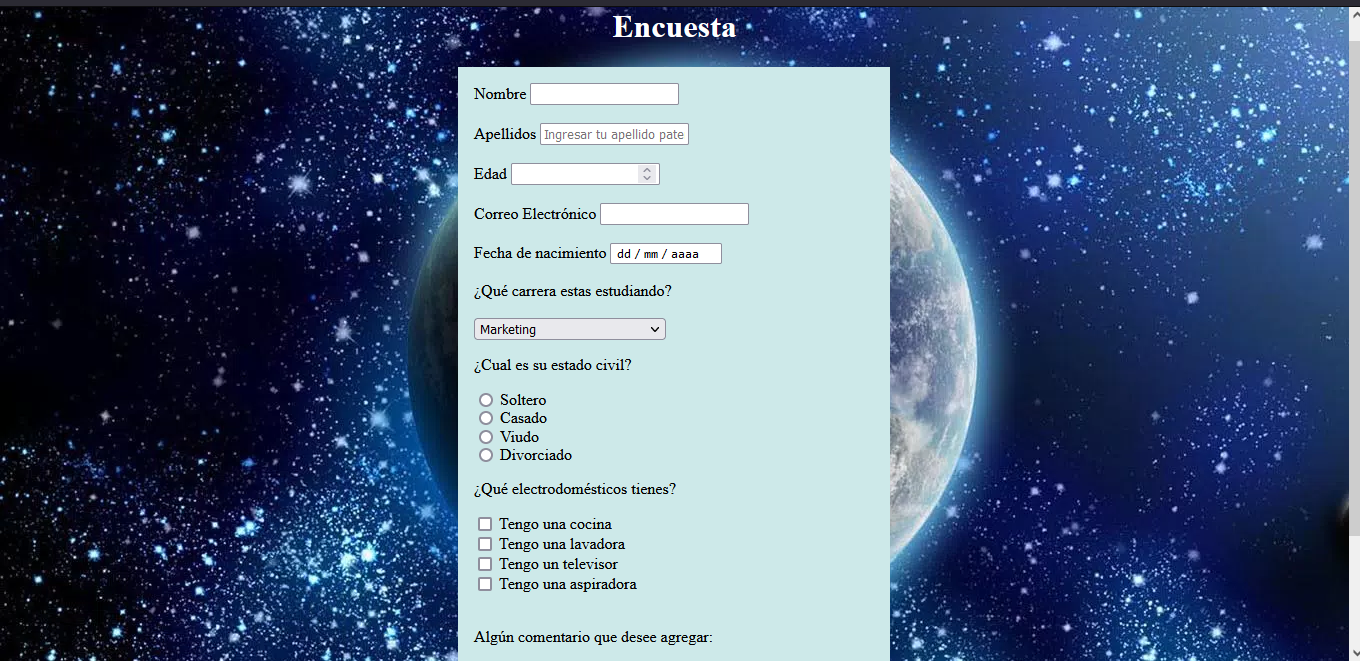 Encuesta
Nombre
Apellidos Ingresar tu apellido pate
Edad
Correo Electrónico
Fecha de nacimiento dd / mm / aaaa
¿Qué carrera estas estudiando?
Marketing
¿Cual es su estado civil?
Soltero
Casado
Viudo
Divorciado
¿Qué electrodomésticos tienes?
Tengo una cocina
Tengo una lavadora
Tengo un televisor
Tengo una aspiradora
Algún comentario que desee agregar: